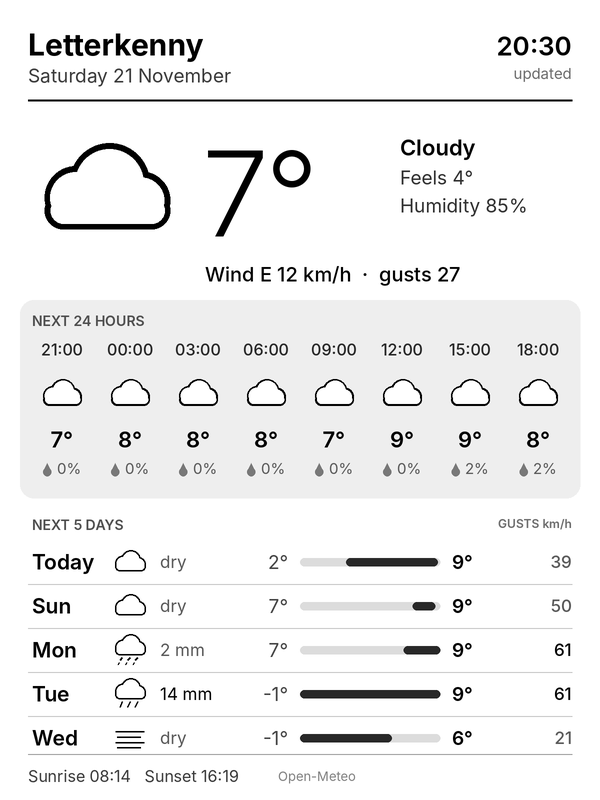 Letterkenny 20:30
Saturday 21 November updated
7°
Cloudy
Feels 4°
Humidity 85%
Wind E 12 km/h · gusts 27
NEXT 24 HOURS
21:00 00:00 03:00 06:00 09:00 12:00 15:00 18:00
7° 8° 8° 8° 7° 9° 9° 8°
0% 0% 0% 0% 0% 0% 2% 2%
NEXT 5 DAYS GUSTS km/h
Today dry 2° 9° 39
Sun dry 7° 9° 50
Mon 2 mm 7° 9° 61
Tue 14 mm -1° 9° 61
Wed dry -1° 6° 21
Sunrise 08:14 Sunset 16:19 Open-Meteo